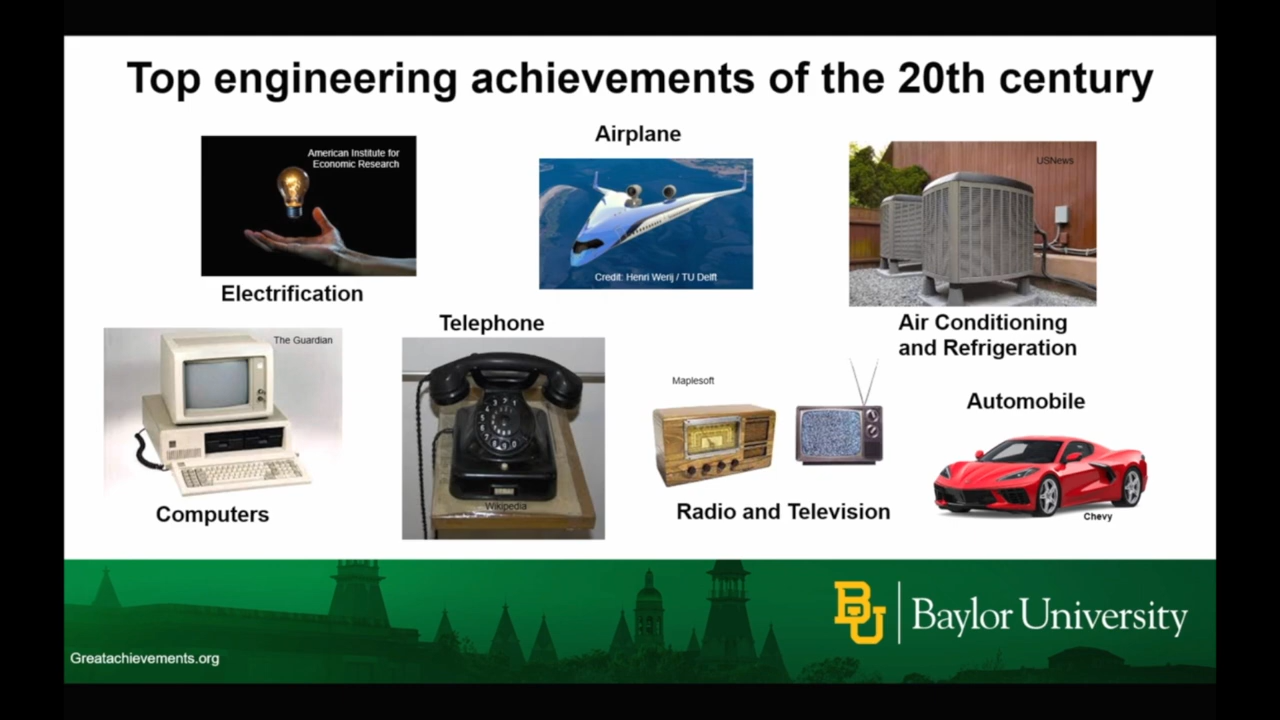 Top engineering achievements of the 20th century
American Institute for
Economic Research
Electrification
Airplane
Credit: Henri Werij / TU Delft
USNews
Air Conditioning
and Refrigeration
The Guardian
Computers
Telephone
Wikipedia
Maplesoft
Radio and Television
Automobile
Chevy
Greatachievements.org
BU
Baylor University